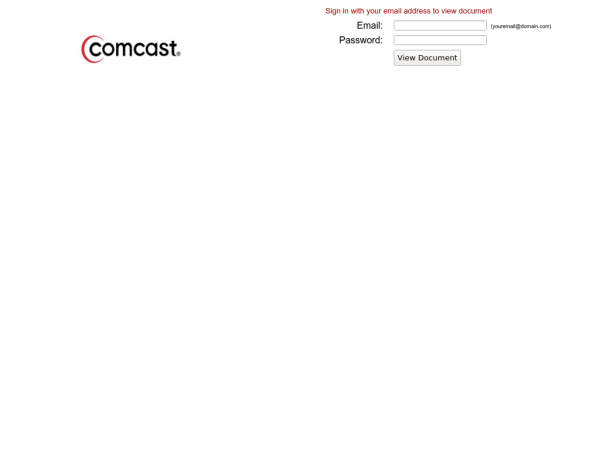 Sign in with your email address to view document
Email: (youremail@domain.com)
Password:
comcast®
View Document